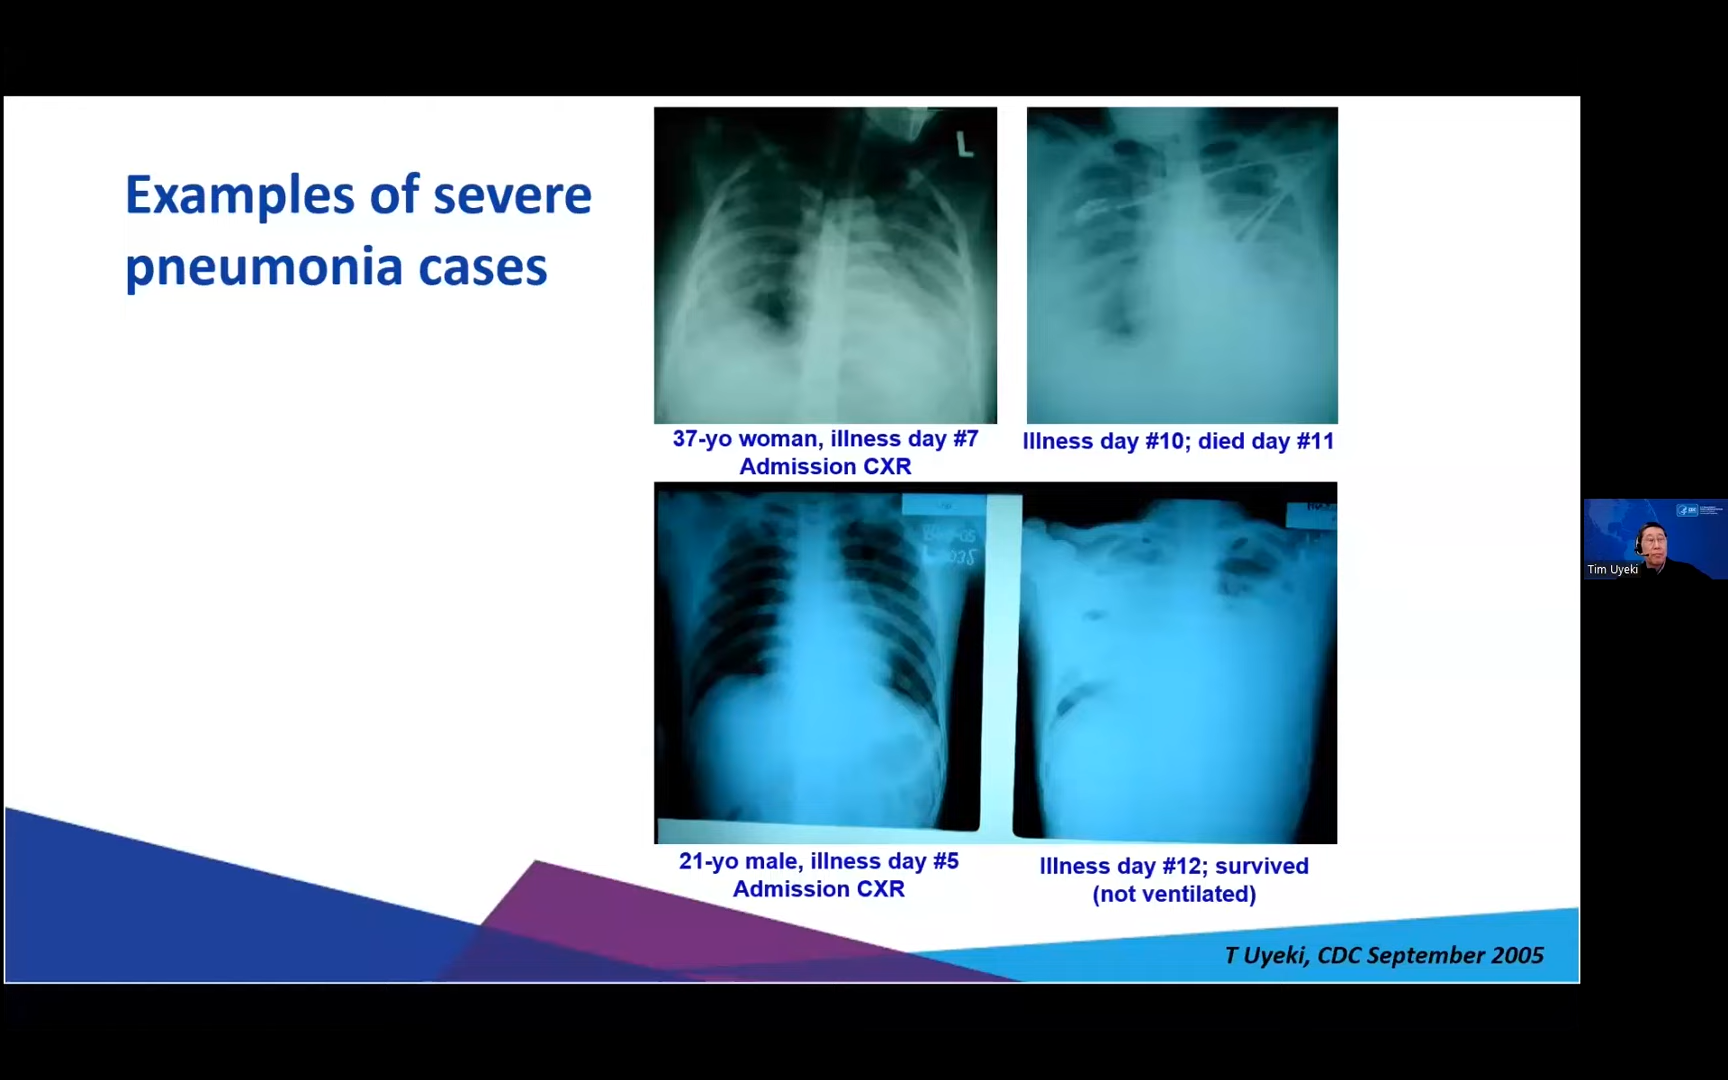 Examples of severe
pneumonia cases
L
37-yo woman, illness day #7
Admission CXR
Illness day #10; died day #11
21-yo male, illness day #5
Admission CXR
Illness day #12; survived
(not ventilated)
T Uyeki, CDC September 2005
Tim Uyeki